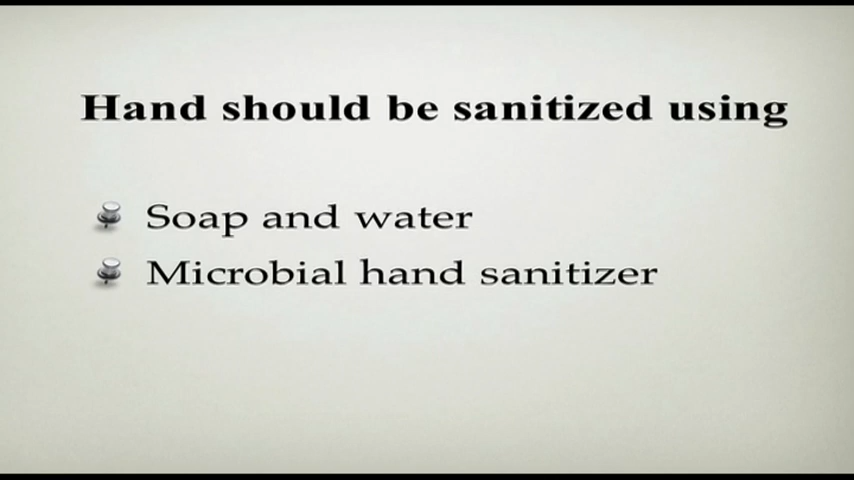 Hand should be sanitized using
Soap and water
Microbial hand sanitizer